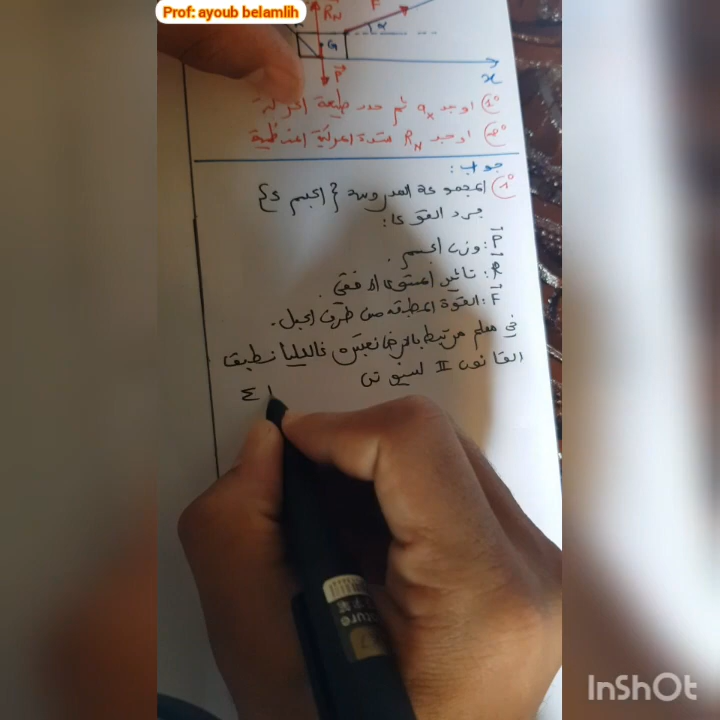 Prof: ayoub belamlih
R_N F
α
G
P x
1° اوجد a_x ثم حدد طبيعة الحركة
2° اوجد R_N شدة المركبة المنظمية
جواب :
1° المجموعة المدروسة {الجسم S}
جرد القوى :
P : وزن الجسم .
R : تأثير المستوى الافقي .
F : القوة المطبقة من طرف الحبل .
في معلم مرتبط بالارض نعتبره غاليليا نطبق
القانون II لنيوتن
Σ
InShOt